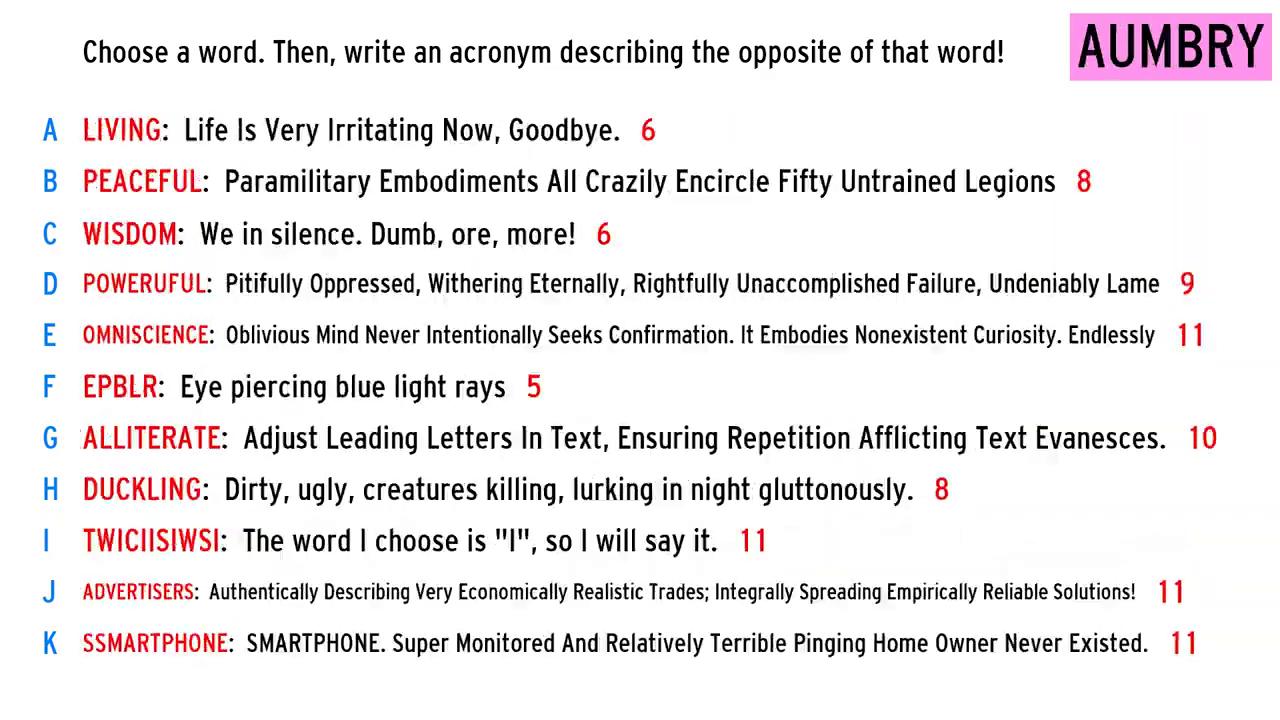 Choose a word. Then, write an acronym describing the opposite of that word!
AUMBRY
A LIVING: Life Is Very Irritating Now, Goodbye. 6
B PEACEFUL: Paramilitary Embodiments All Crazily Encircle Fifty Untrained Legions 8
C WISDOM: We in silence. Dumb, ore, more! 6
D POWERUFUL: Pitifully Oppressed, Withering Eternally, Rightfully Unaccomplished Failure, Undeniably Lame 9
E OMNISCIENCE: Oblivious Mind Never Intentionally Seeks Confirmation. It Embodies Nonexistent Curiosity. Endlessly 11
F EPBLR: Eye piercing blue light rays 5
G ALLITERATE: Adjust Leading Letters In Text, Ensuring Repetition Afflicting Text Evanesces. 10
H DUCKLING: Dirty, ugly, creatures killing, lurking in night gluttonously. 8
I TWICIISIWSI: The word I choose is "I", so I will say it. 11
J ADVERTISERS: Authentically Describing Very Economically Realistic Trades; Integrally Spreading Empirically Reliable Solutions! 11
K SSMARTPHONE: SMARTPHONE. Super Monitored And Relatively Terrible Pinging Home Owner Never Existed. 11